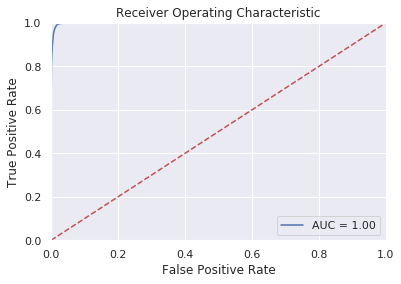 Receiver Operating Characteristic
1.0
0.8
0.6
0.4
0.2
0.0
True Positive Rate
AUC = 1.00
0.0 0.2 0.4 0.6 0.8 1.0
False Positive Rate